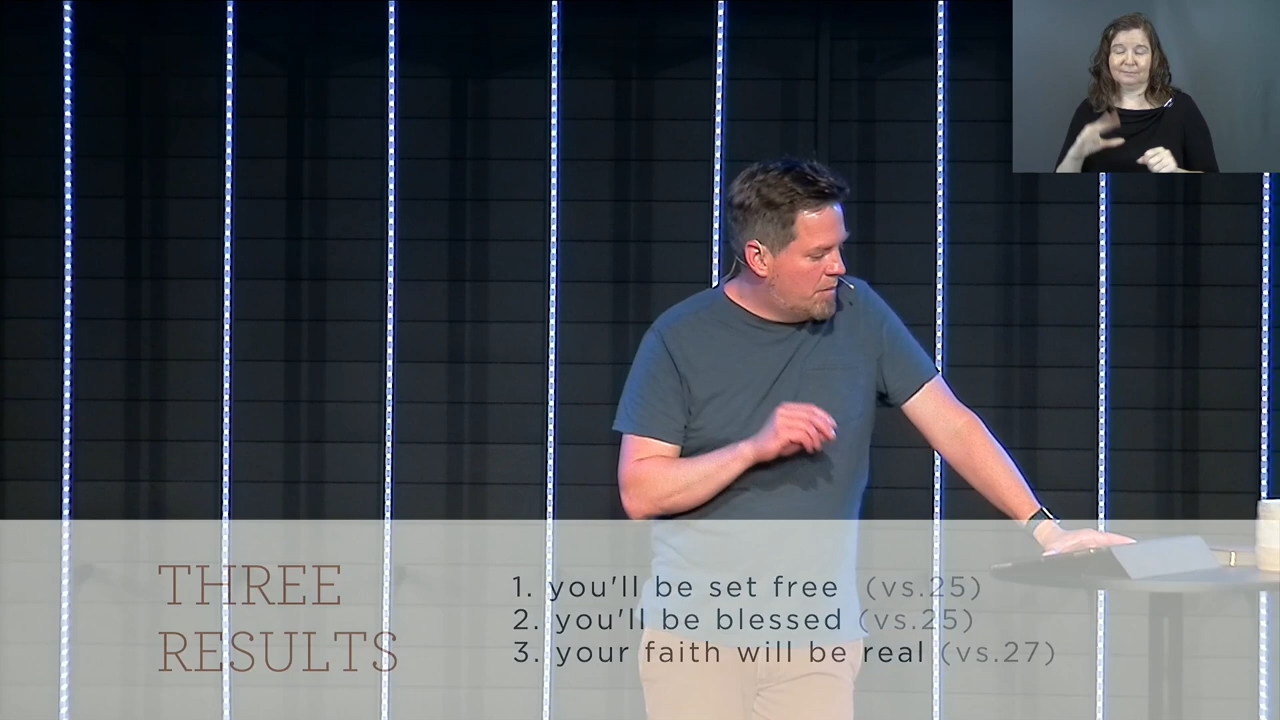 THREE
RESULTS
1. you'll be set free (vs.25)
2. you'll be blessed (vs.25)
3. your faith will be real (vs.27)